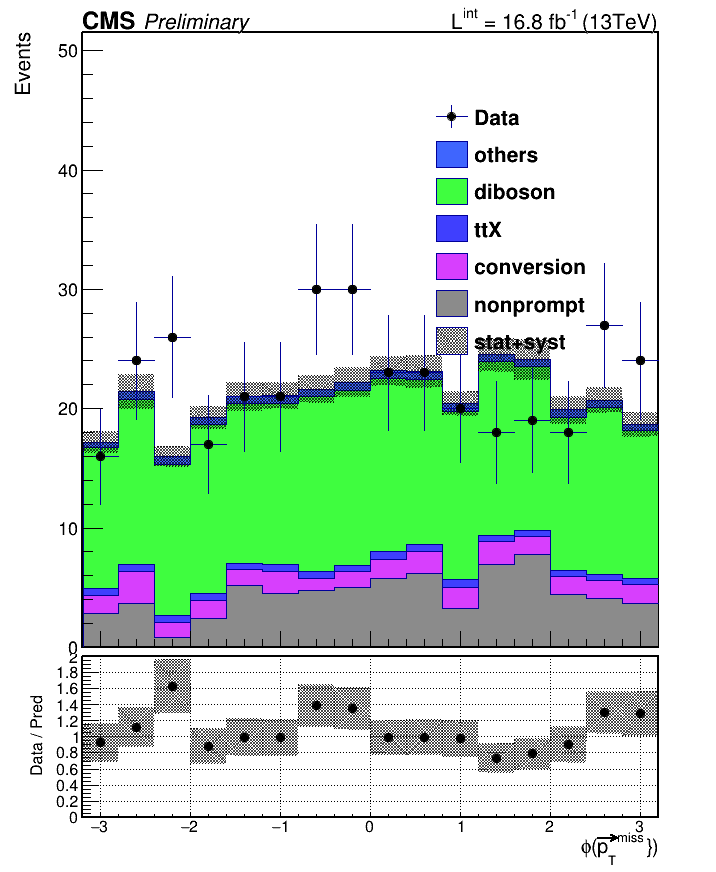 CMS Preliminary L^int = 16.8 fb^-1 (13TeV)
Events
50
40
30
20
10
0
Data
others
diboson
ttX
conversion
nonprompt
stat+syst
Data / Pred
2
1.8
1.6
1.4
1.2
1
0.8
0.6
0.4
0.2
0
−3 −2 −1 0 1 2 3
ϕ(p_T^miss})